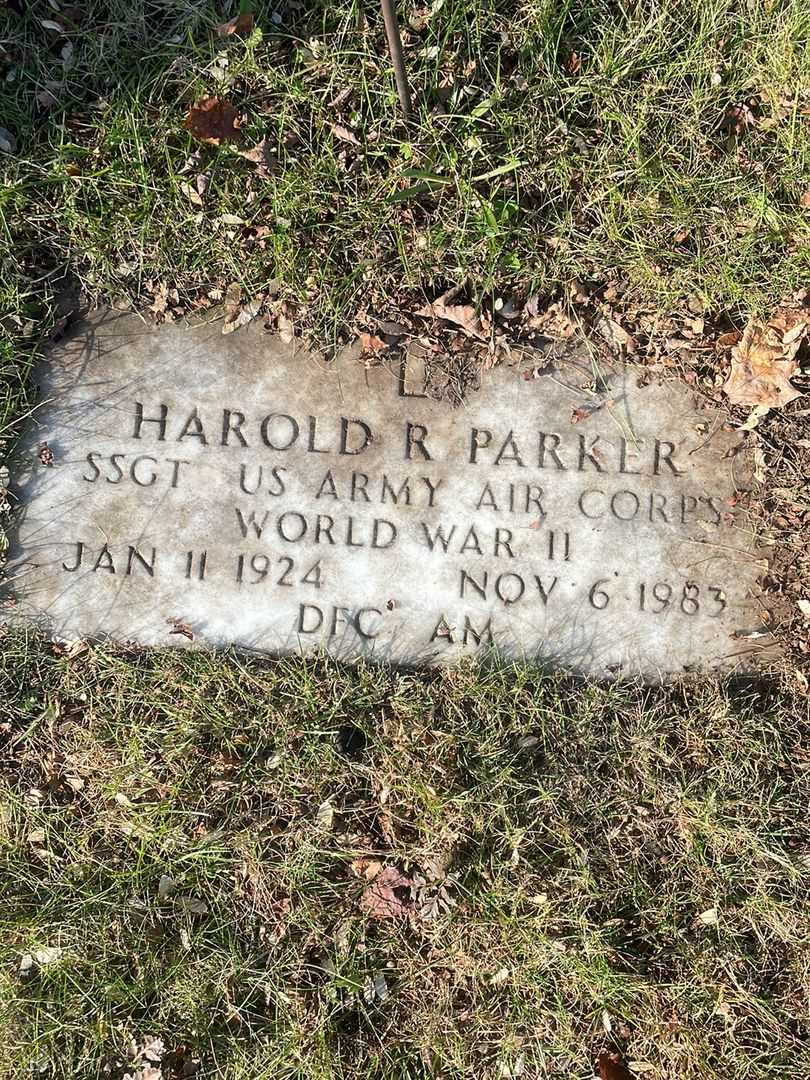 HAROLD R PARKER
SSGT US ARMY AIR CORPS
WORLD WAR II
JAN 11 1924 NOV 6 1983
DFC AM